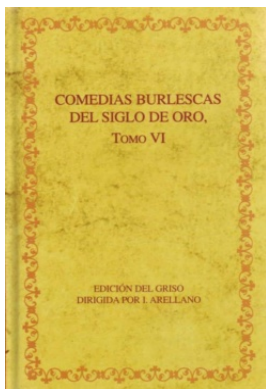 COMEDIAS BURLESCAS
DEL SIGLO DE ORO,
TOMO VI
EDICIÓN DEL GRISO
DIRIGIDA POR I. ARELLANO